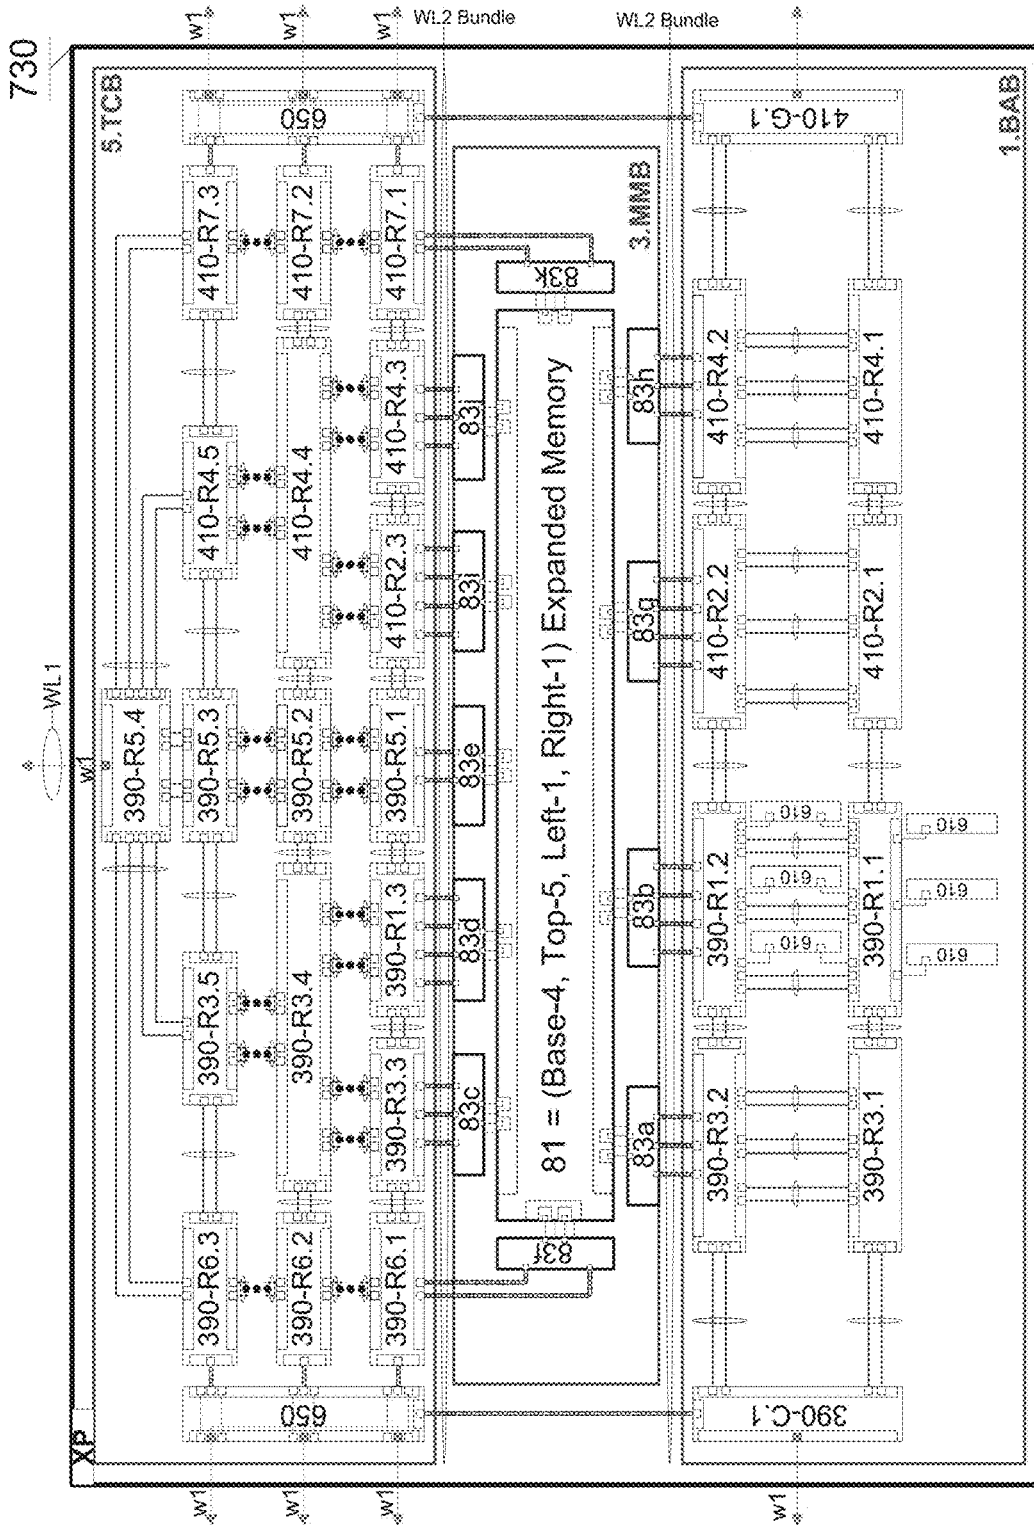 730
XP
WL1
w1
5.TCB
w1
w1
w1
w1
w1
w1
WL2 Bundle
WL2 Bundle
w1
390-R5.4
390-R6.3
390-R3.5
390-R5.3
410-R4.5
410-R7.3
650
650
390-R6.2
390-R3.4
390-R5.2
410-R4.4
410-R7.2
390-R6.1
390-R3.3
390-R1.3
390-R5.1
410-R2.3
410-R4.3
410-R7.1
3.MMB
83c
83d
83e
83i
83j
83f
81 = (Base-4, Top-5, Left-1, Right-1) Expanded Memory
83k
83a
83b
83g
83h
1.BAB
390-C.1
390-R3.2
390-R1.2
410-R2.2
410-R4.2
410-G.1
610
610
610
390-R3.1
390-R1.1
410-R2.1
410-R4.1
610
610
610